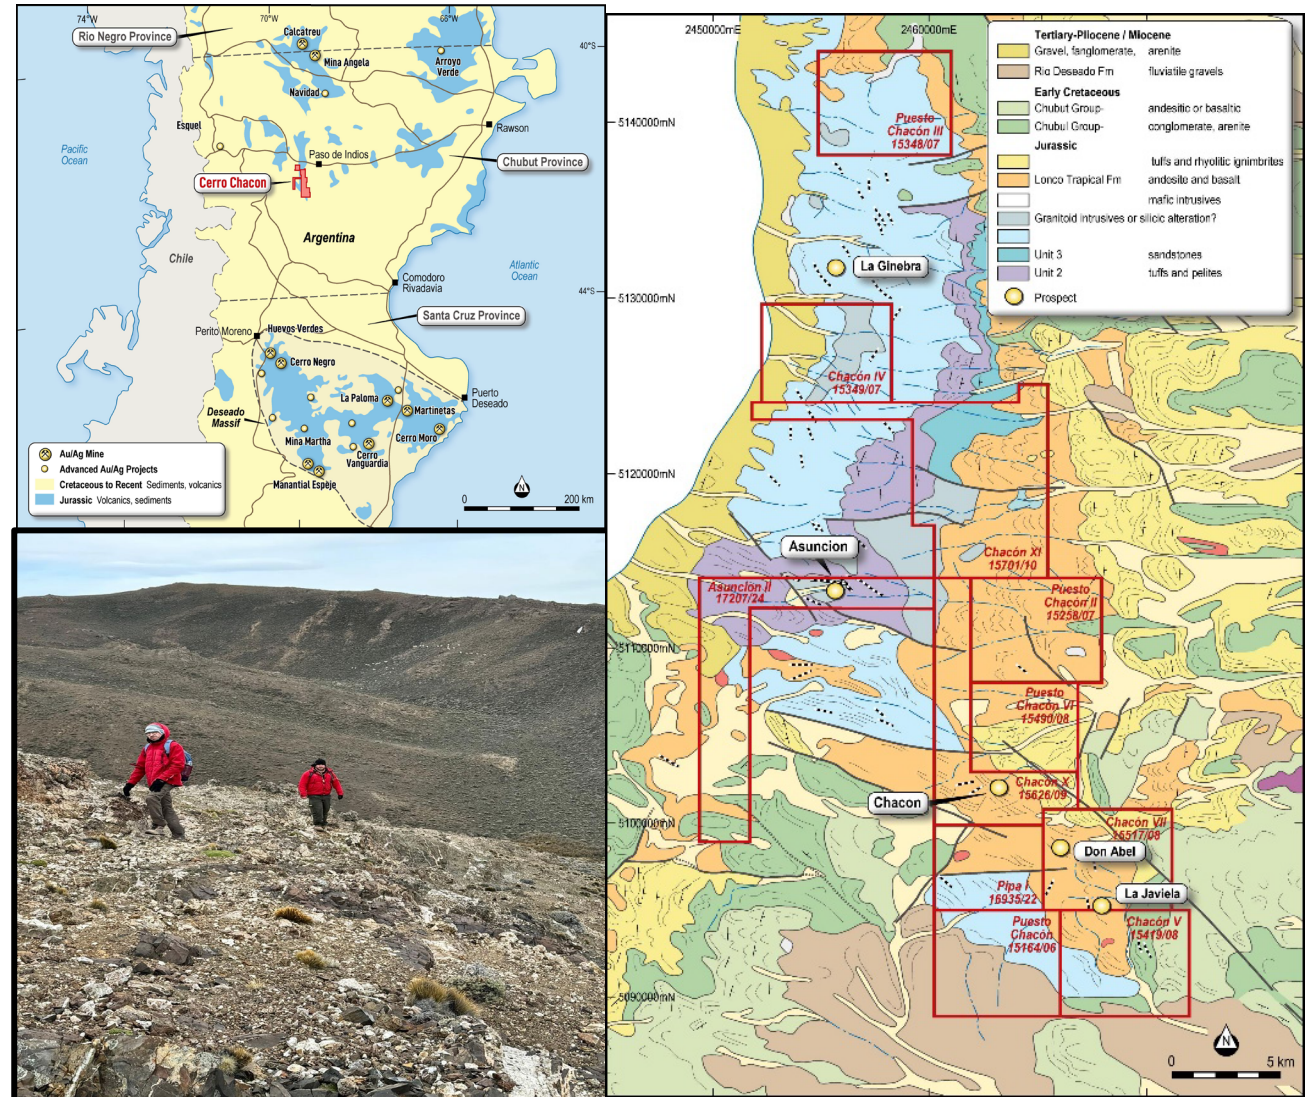 74°W
70°W
66°W
Rio Negro Province
Calcatreu
40°S
Mina Angela
Arroyo
Verde
Navidad
Esquel
Rawson
Pacific
Ocean
Paso de Indios
Chubut Province
Cerro Chacon
Argentina
Chile
Atlantic
Ocean
Comodoro
Rivadavia
44°S
Santa Cruz Province
Perito Moreno
Huevos Verdes
Cerro Negro
La Paloma
Puerto
Deseado
Martinetas
Deseado
Massif
Mina Martha
Cerro Moro
Cerro
Vanguardia
Manantial Espeje
Au/Ag Mine
Advanced Au/Ag Projects
Cretaceous to Recent Sediments, volcanics
Jurassic Volcanics, sediments
N
0 200 km
2450000mE
2460000mE
5140000mN
5130000mN
5120000mN
5110000mN
5100000mN
5090000mN
Tertiary-Pliocene / Miocene
Gravel, fanglomerate, arenite
Rio Deseado Fm fluviatile gravels
Early Cretaceous
Chubut Group- andesitic or basaltic
Chubul Group- conglomerate, arenite
Jurassic
tuffs and rhyolitic ignimbrites
Lonco Trapical Fm andesite and basalt
mafic intrusives
Granitoid intrusives or silicic alteration?
Unit 3 sandstones
Unit 2 tuffs and pelites
Prospect
Puesto
Chacón III
15348/07
La Ginebra
Chacón IV
15349/07
Asuncion
Chacón XI
15701/10
Asuncion II
17207/24
Puesto
Chacón II
15258/07
Puesto
Chacón VI
15490/08
Chacón X
15626/09
Chacon
Chacón VII
15517/08
Don Abel
La Javiela
Pipa I
16935/22
Puesto
Chacón
15164/06
Chacón V
15419/08
N
0 5 km